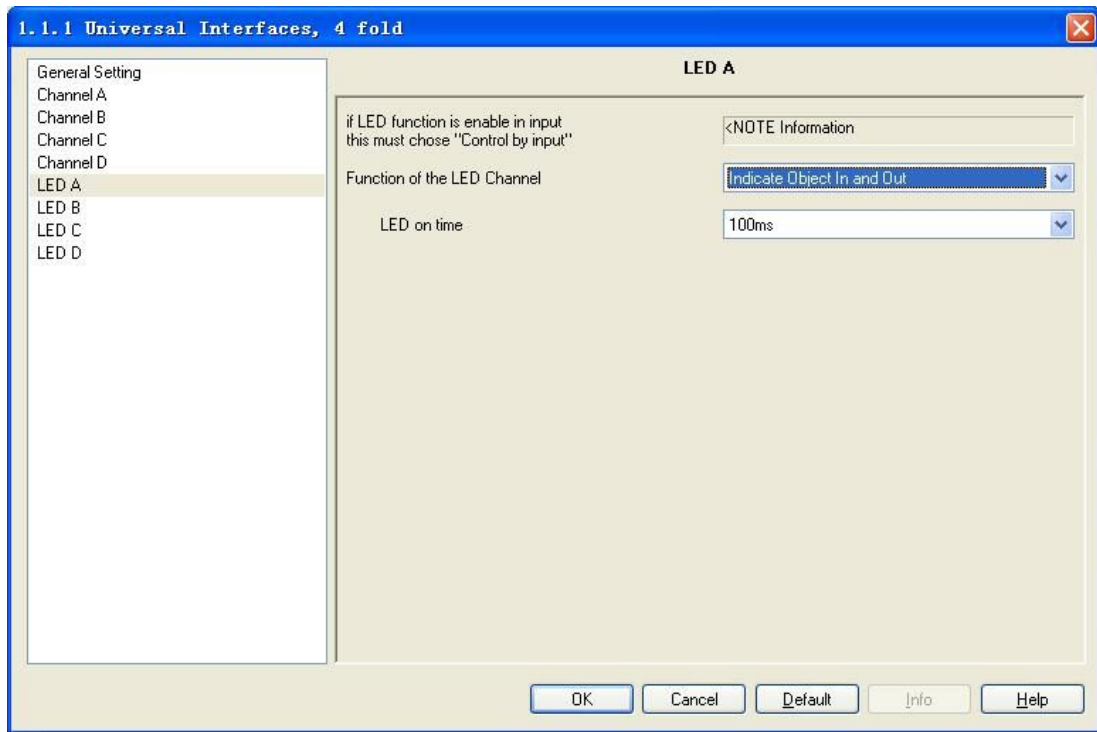 1.1.1 Universal Interfaces, 4 fold
General Setting
Channel A
Channel B
Channel C
Channel D
LED A
LED B
LED C
LED D
LED A
if LED function is enable in input
this must chose "Control by input"
<NOTE Information
Function of the LED Channel
Indicate Object In and Out
LED on time
100ms
OK
Cancel
Default
Info
Help